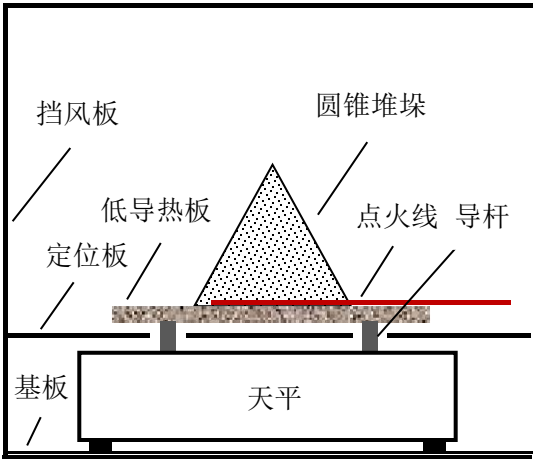 圆锥堆垛
挡风板
低导热板
点火线 导杆
定位板
基板
天平